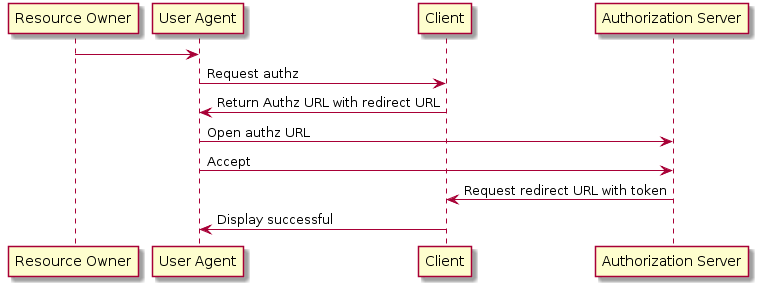 Resource Owner
User Agent
Client
Authorization Server
Request authz
Return Authz URL with redirect URL
Open authz URL
Accept
Request redirect URL with token
Display successful
Resource Owner
User Agent
Client
Authorization Server